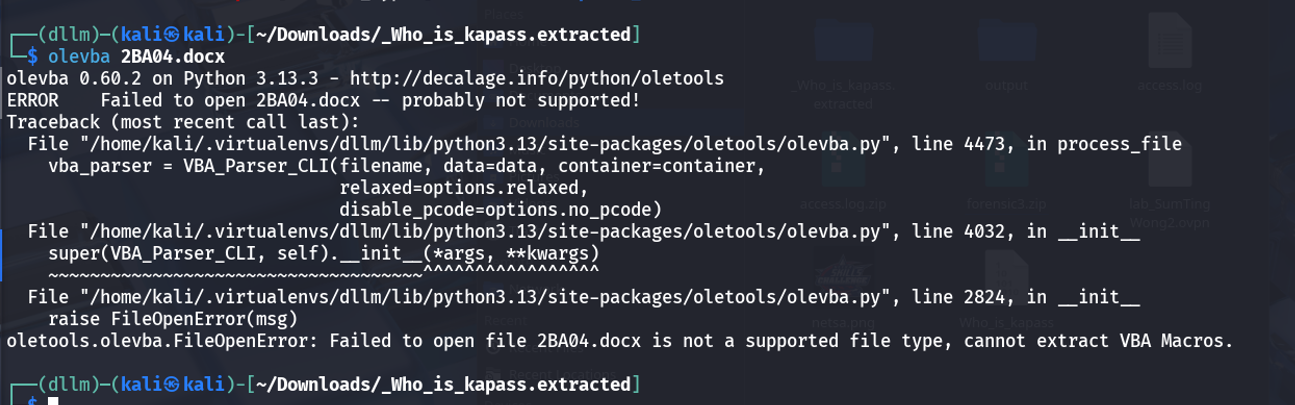 ┌──(dllm)─(kali㉿kali)-[~/Downloads/_Who_is_kapass.extracted]
└─$ olevba 2BA04.docx
olevba 0.60.2 on Python 3.13.3 - http://decalage.info/python/oletools
ERROR    Failed to open 2BA04.docx -- probably not supported!
Traceback (most recent call last):
  File "/home/kali/.virtualenvs/dllm/lib/python3.13/site-packages/oletools/olevba.py", line 4473, in process_file
    vba_parser = VBA_Parser_CLI(filename, data=data, container=container,
                                relaxed=options.relaxed,
                                disable_pcode=options.no_pcode)
  File "/home/kali/.virtualenvs/dllm/lib/python3.13/site-packages/oletools/olevba.py", line 4032, in __init__
    super(VBA_Parser_CLI, self).__init__(*args, **kwargs)
    ~~~~~~~~~~~~~~~~~~~~~~~~~~~~~~~~~~~~^^^^^^^^^^^^^^^^^
  File "/home/kali/.virtualenvs/dllm/lib/python3.13/site-packages/oletools/olevba.py", line 2824, in __init__
    raise FileOpenError(msg)
oletools.olevba.FileOpenError: Failed to open file 2BA04.docx is not a supported file type, cannot extract VBA Macros.
┌──(dllm)─(kali㉿kali)-[~/Downloads/_Who_is_kapass.extracted]
└─$
Places
_Who_is_kapass.
extracted
output
access.log
Downloads
access.log.zip
forensic3.zip
lab_SumTing
Wong2.ovpn
Recent
netsa.png
Who_is_kapass
Recent Locations